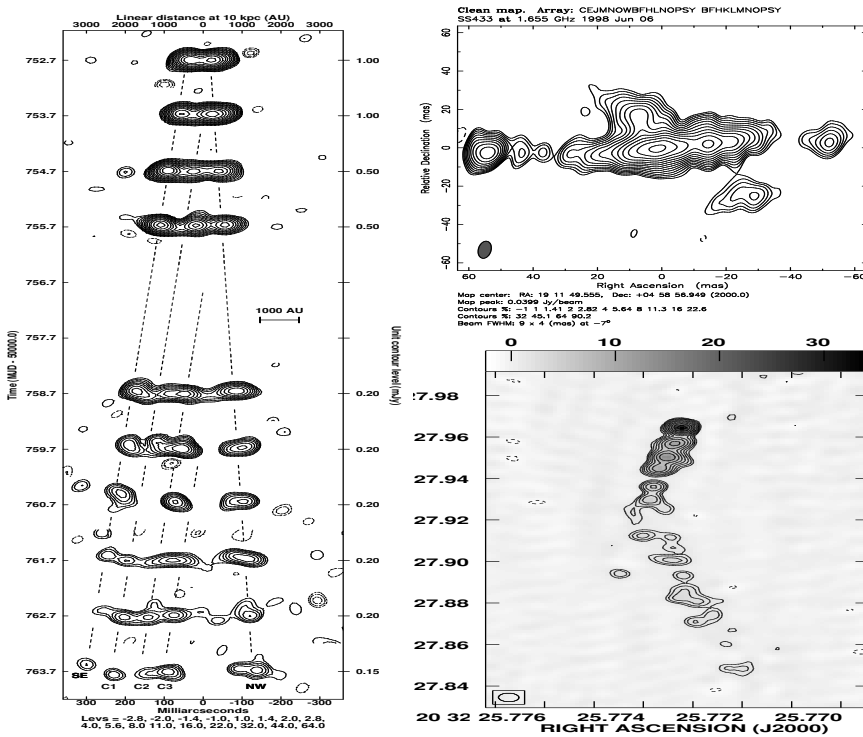 Linear distance at 10 kpc (AU)
3000 2000 1000 0 1000 2000 3000
752.7 1.00
753.7 1.00
754.7 0.50
755.7 0.50
756.7
1000 AU
757.7
758.7 0.20
759.7 0.20
760.7 0.20
761.7 0.20
762.7 0.20
763.7 0.15
Time (MJD - 50000.0)
Unit contour level (mJy)
SE C1 C2 C3 NW
300 200 100 0 -100 -200 -300
Milliarcseconds
Levs = -2.8, -2.0, -1.4, -1.0, 1.0, 1.4, 2.0, 2.8,
4.0, 5.6, 8.0 11.0, 16.0, 22.0, 32.0, 44.0, 64.0
Clean map. Array: CEJMNOWBFHLNOPSY BFHKLMNOPSY
SS433 at 1.655 GHz 1998 Jun 06
Relative Declination (mas)
60
40
20
0
-20
-40
-60
60 40 20 0 -20 -40 -60
Right Ascension (mas)
Map center: RA: 19 11 49.555, Dec: +04 58 56.949 (2000.0)
Map peak: 0.0399 Jy/beam
Contours %: -1 1 1.41 2 2.82 4 5.64 8 11.3 16 22.6
Contours %: 32 45.1 64 90.2
Beam FWHM: 9 x 4 (mas) at -7°
0 10 20 30
27.98
27.96
27.94
27.92
27.90
27.88
27.86
27.84
20 32 25.776 25.774 25.772 25.770
RIGHT ASCENSION (J2000)